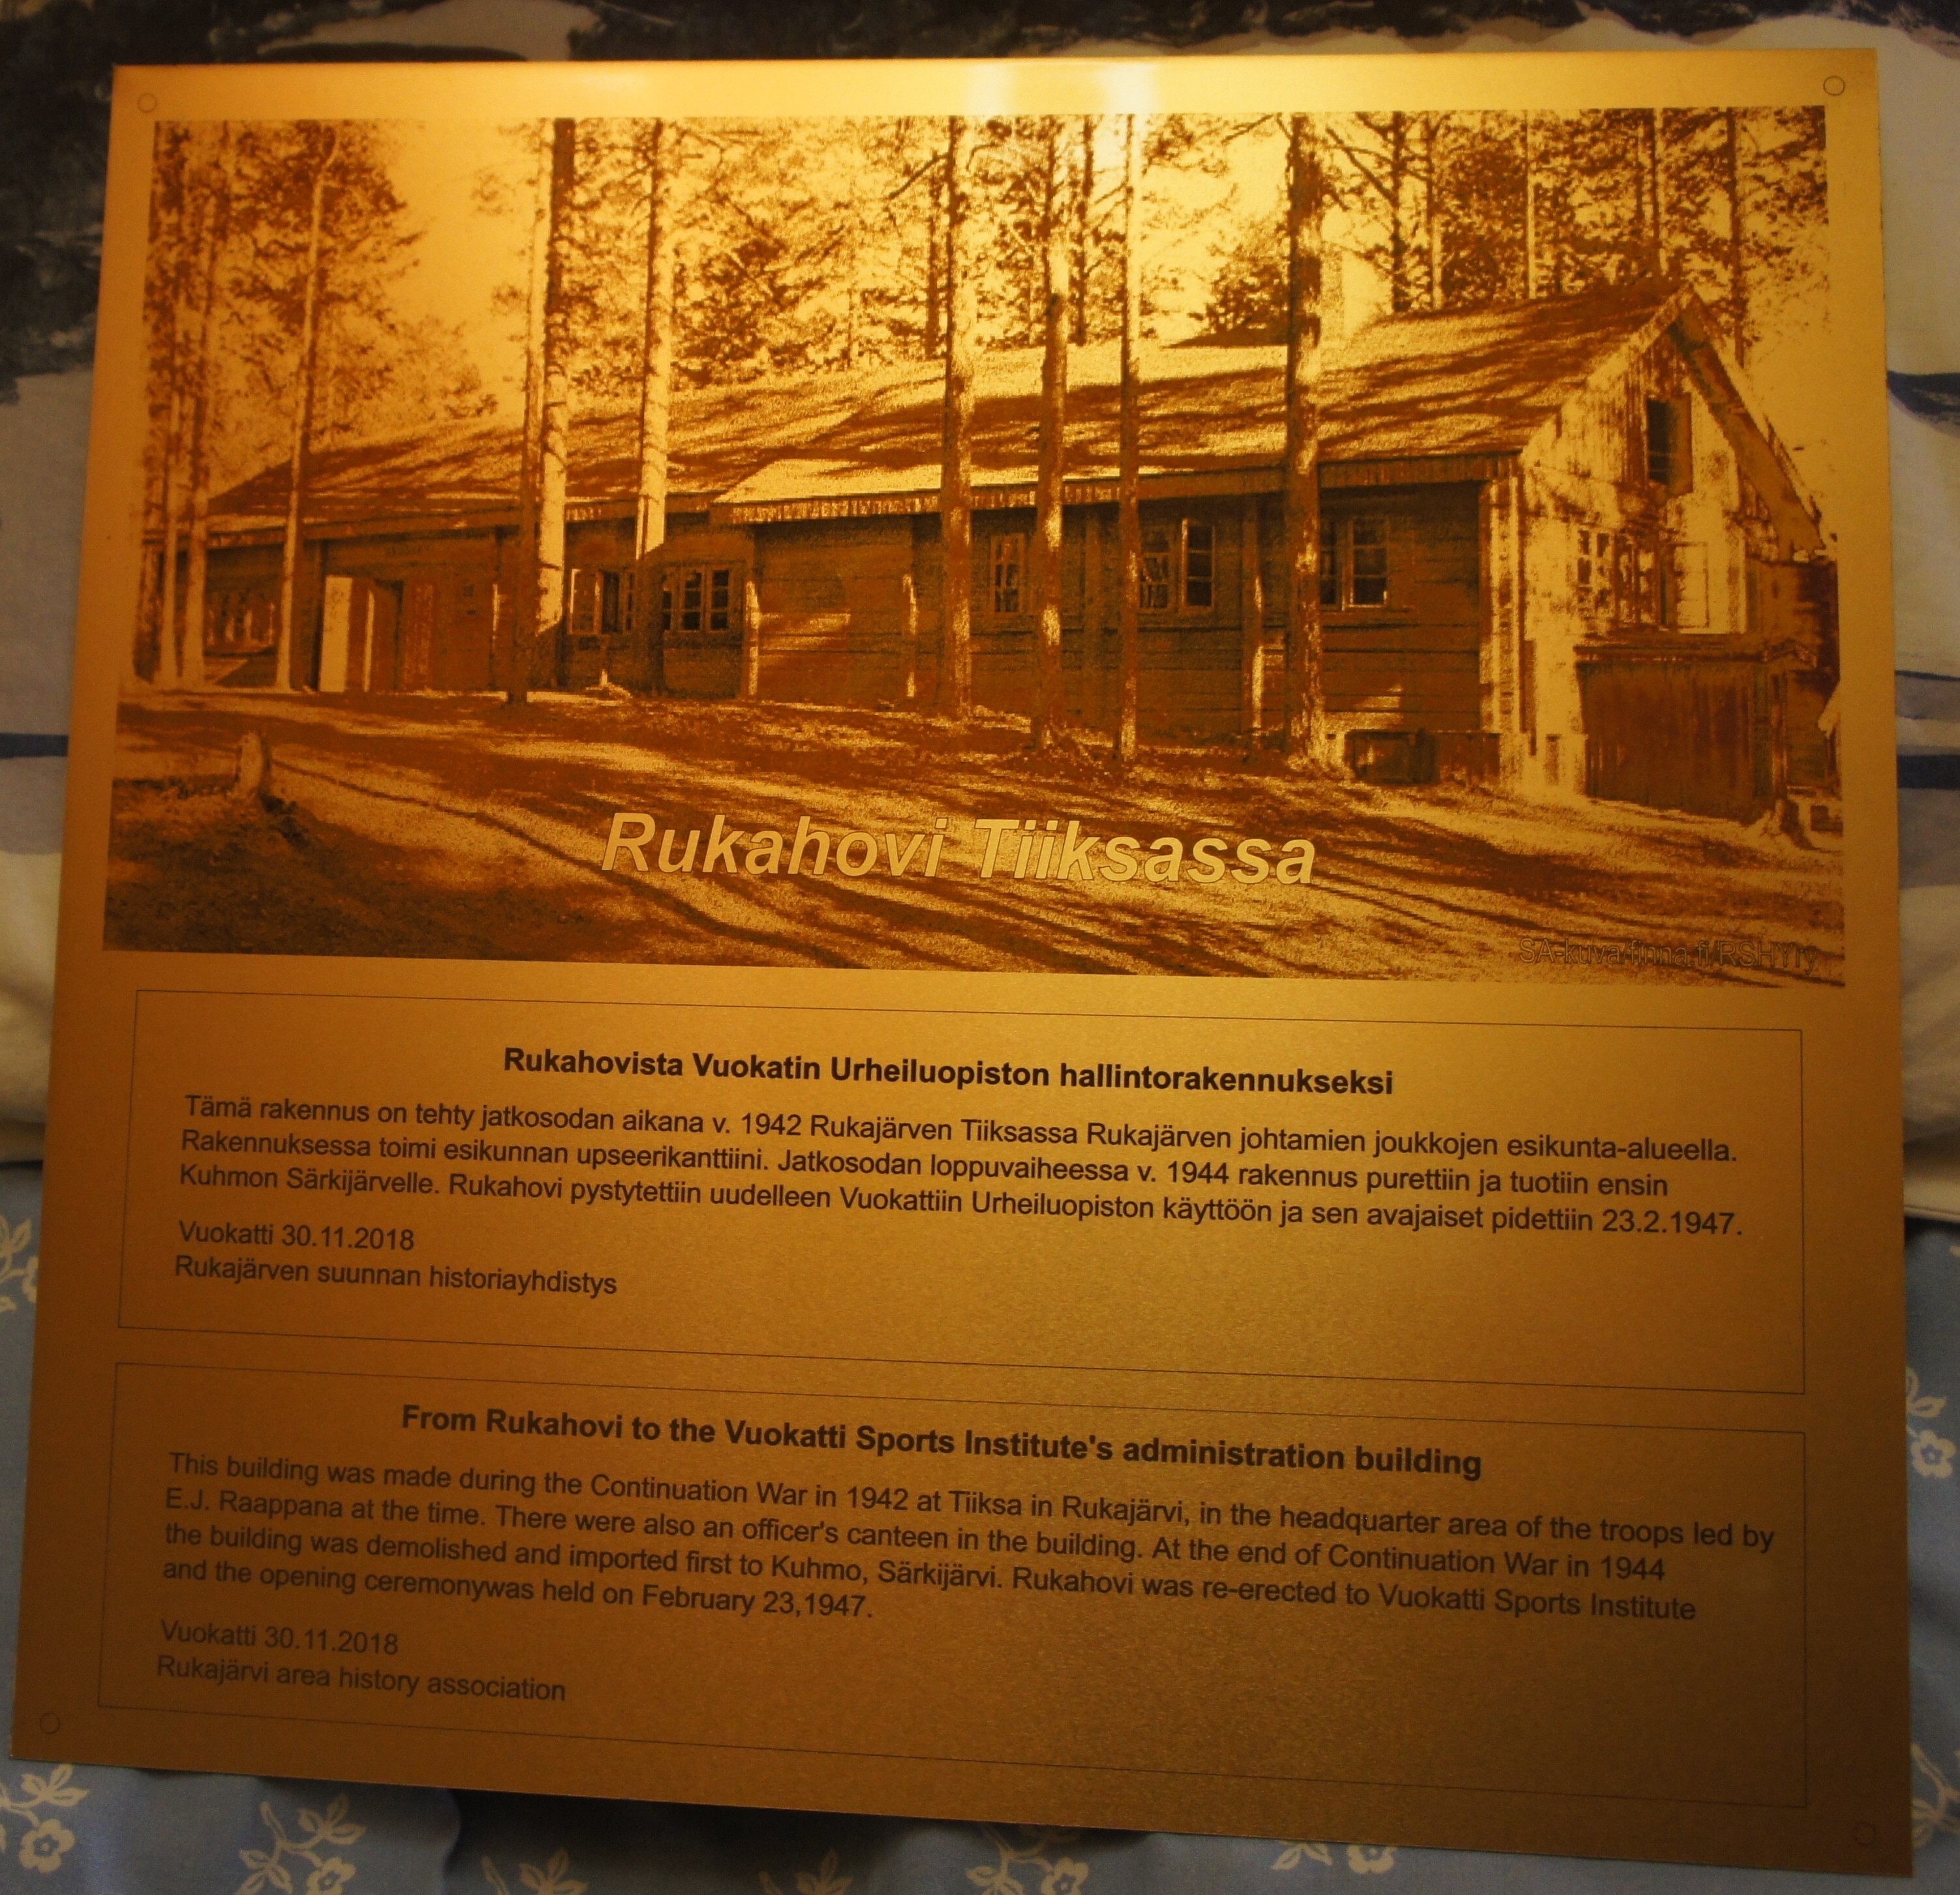 Rukahovi Tiiksassa
SA-kuva-finna.fi/RSHYry
Rukahovista Vuokatin Urheiluopiston hallintorakennukseksi
Tämä rakennus on tehty jatkosodan aikana v. 1942 Rukajärven Tiiksassa Rukajärven johtamien joukkojen esikunta-alueella.
Rakennuksessa toimi esikunnan upseerikanttiini. Jatkosodan loppuvaiheessa v. 1944 rakennus purettiin ja tuotiin ensin
Kuhmon Särkijärvelle. Rukahovi pystytettiin uudelleen Vuokattiin Urheiluopiston käyttöön ja sen avajaiset pidettiin 23.2.1947.
Vuokatti 30.11.2018
Rukajärven suunnan historiayhdistys
From Rukahovi to the Vuokatti Sports Institute's administration building
This building was made during the Continuation War in 1942 at Tiiksa in Rukajärvi, in the headquarter area of the troops led by
E.J. Raappana at the time. There were also an officer's canteen in the building. At the end of Continuation War in 1944
the building was demolished and imported first to Kuhmo, Särkijärvi. Rukahovi was re-erected to Vuokatti Sports Institute
and the opening ceremonywas held on February 23,1947.
Vuokatti 30.11.2018
Rukajärvi area history association